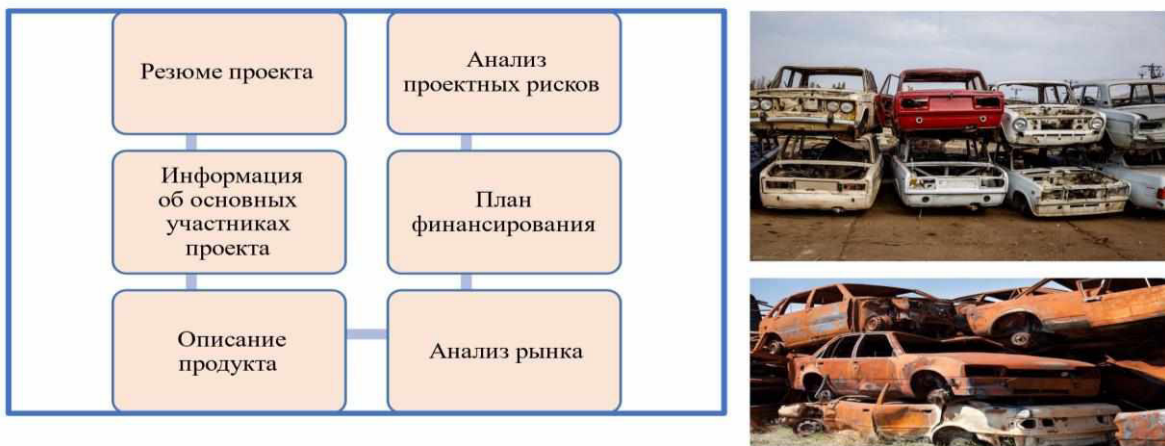 Резюме проекта
Информация
об основных
участниках
проекта
Описание
продукта
Анализ рынка
План
финансирования
Анализ
проектных рисков